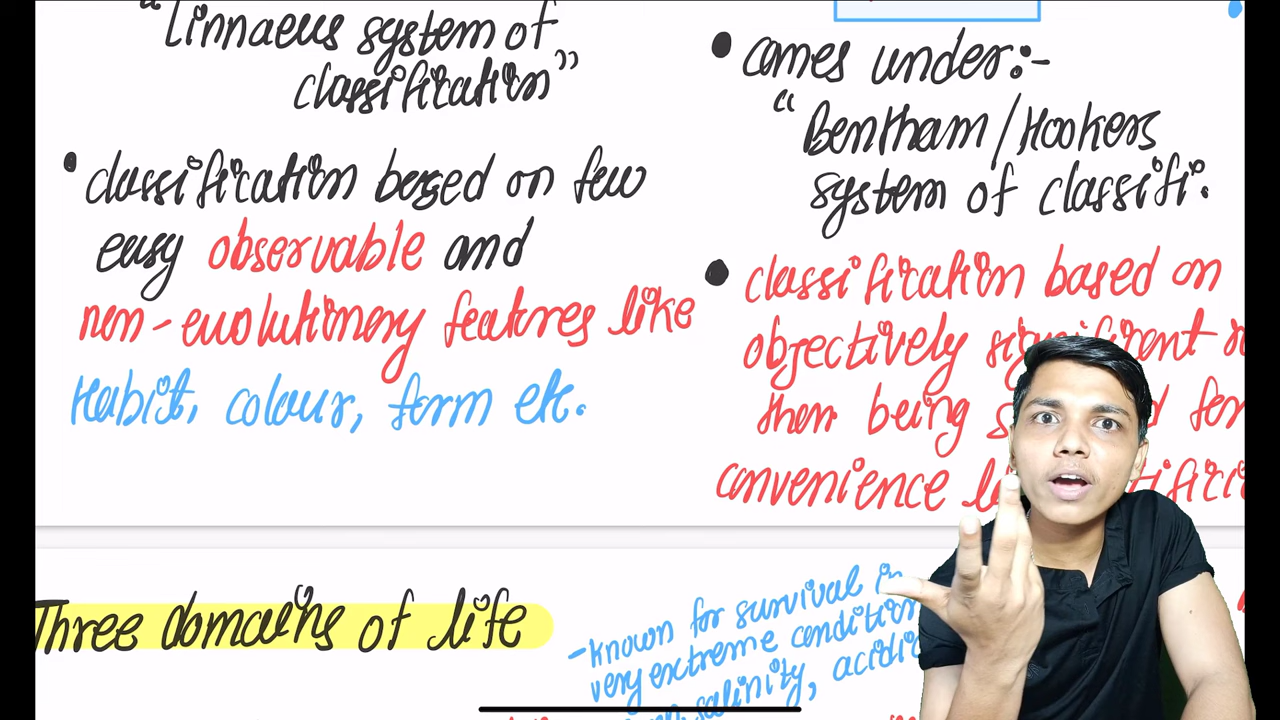 "Linnaeus system of
classification"
• classification based on few
easy observable and
non-evolutionary features like
Habit, colour, form etc.
• comes under:-
"Bentham/Hookers
system of classifi.
• classification based on
objectively significant
then being
convenience
Three domains of life
-known for survival in
very extreme condition
salinity, acidic